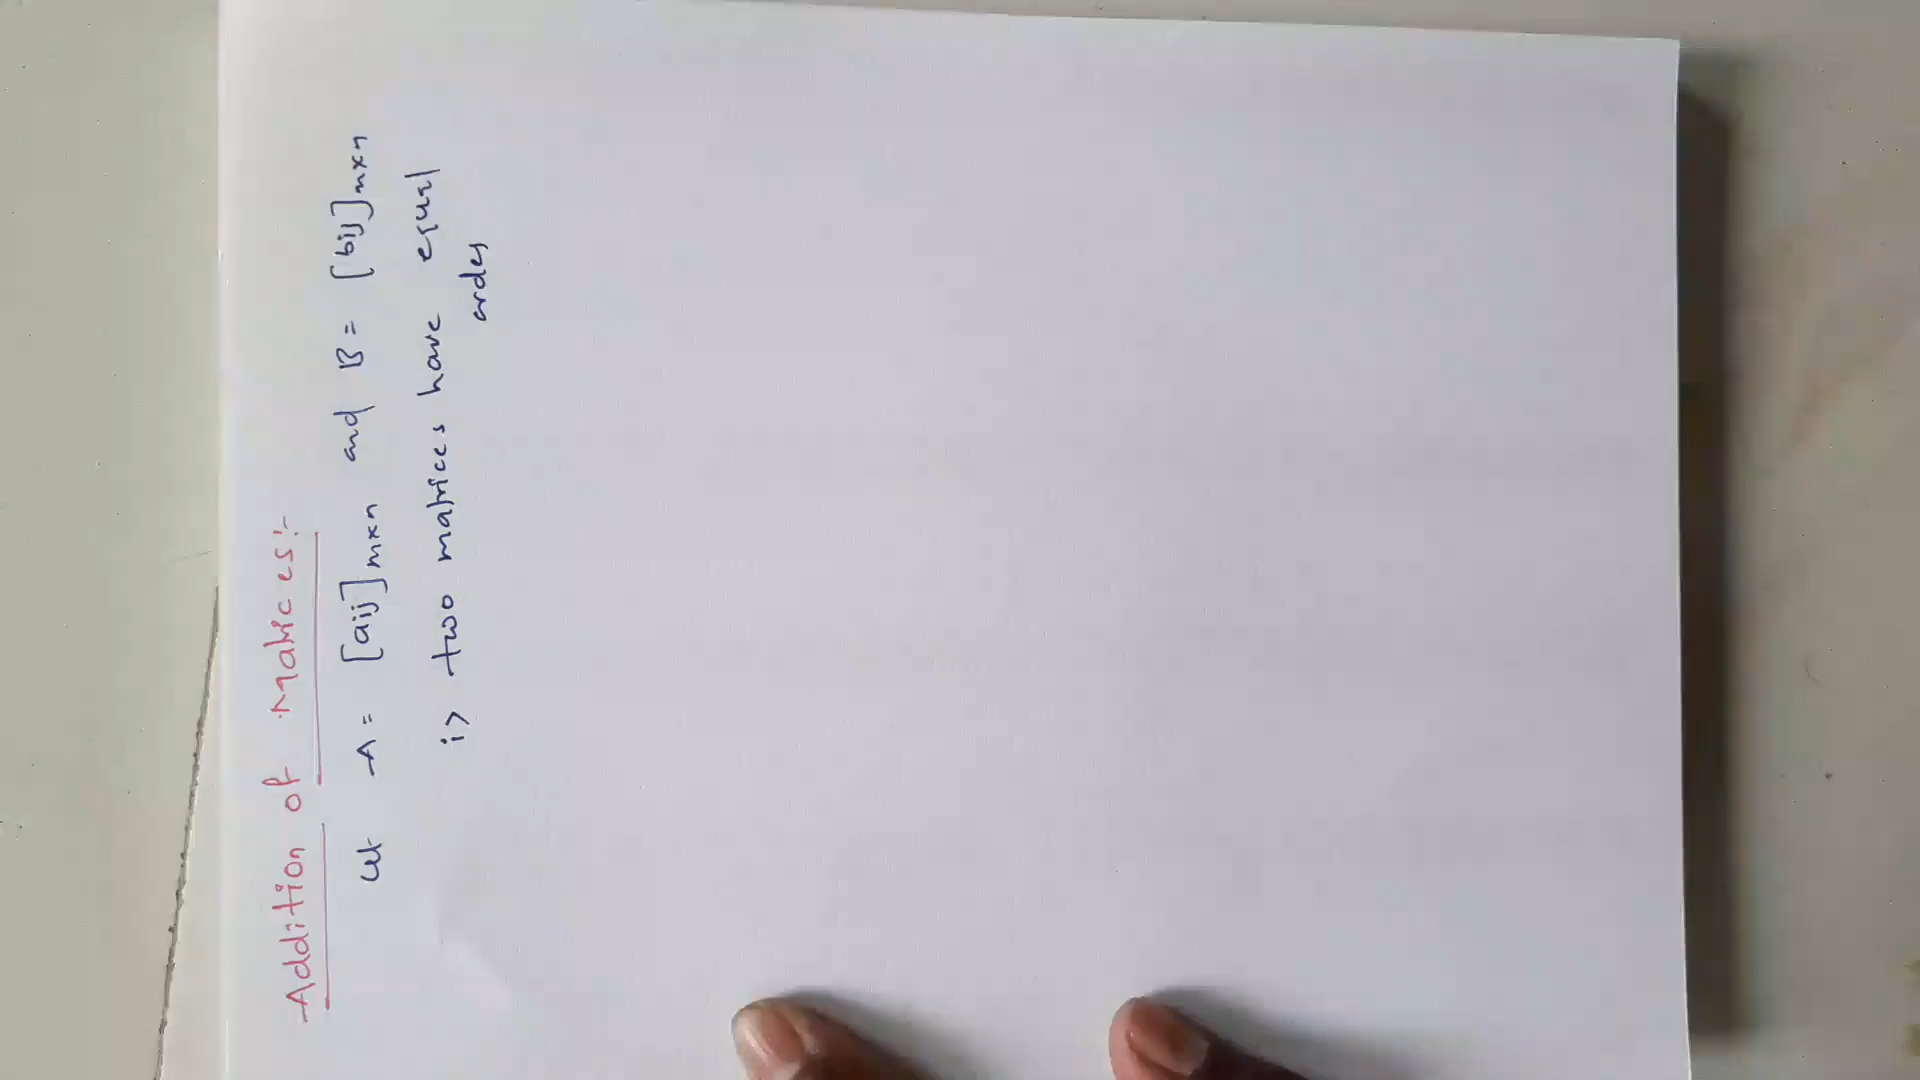 Addition of Matrices:-
Let A = [aij]m×n and B = [bij]m×n
i> two matrices have equal
order